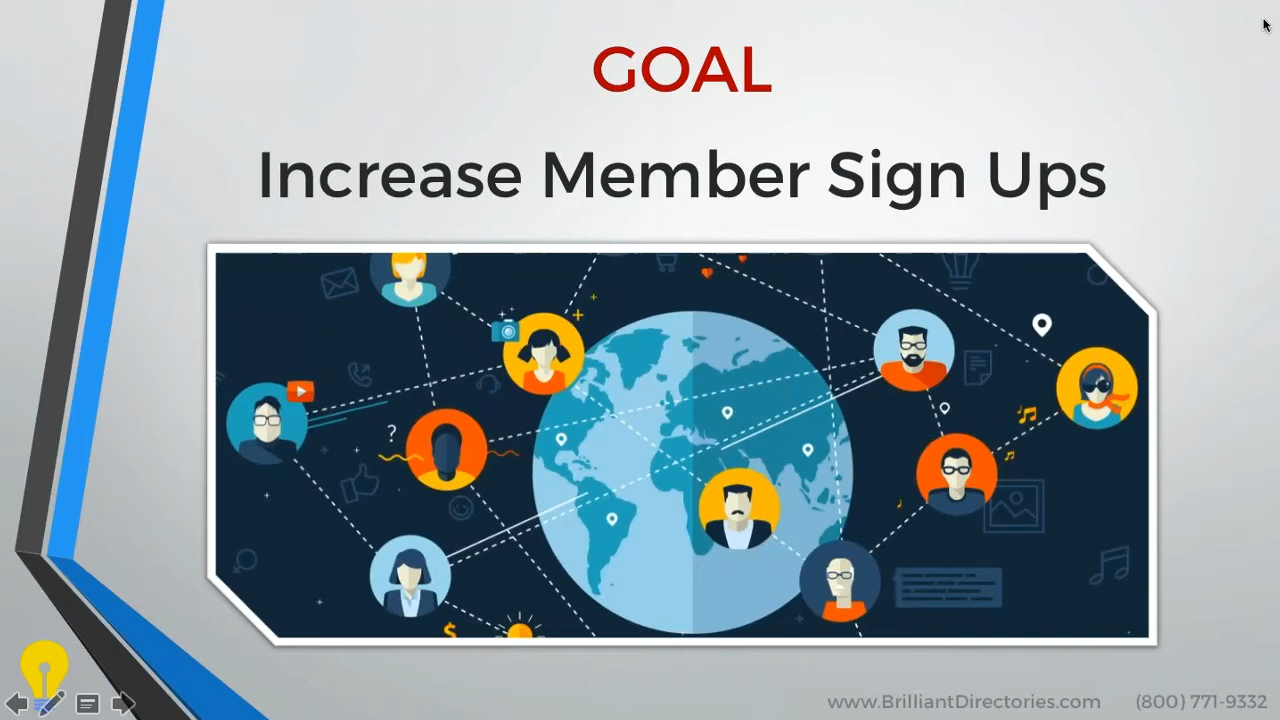 GOAL
Increase Member Sign Ups
?
$
www.BrilliantDirectories.com (800) 771-9332